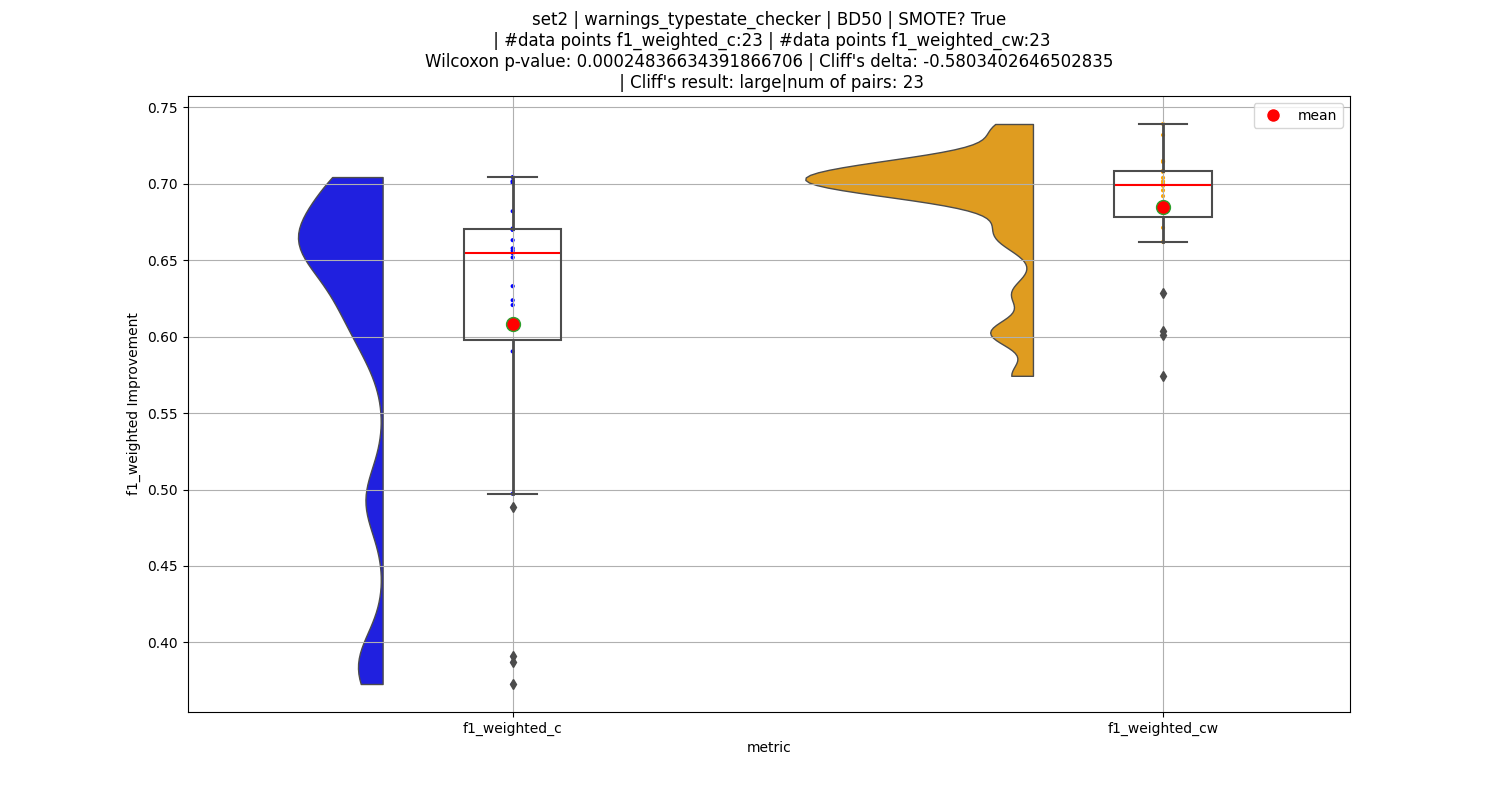 set2 | warnings_typestate_checker | BD50 | SMOTE? True
| #data points f1_weighted_c:23 | #data points f1_weighted_cw:23
Wilcoxon p-value: 0.00024836634391866706 | Cliff's delta: -0.5803402646502835
| Cliff's result: large|num of pairs: 23
mean
f1_weighted Improvement
0.75
0.70
0.65
0.60
0.55
0.50
0.45
0.40
f1_weighted_c
f1_weighted_cw
metric